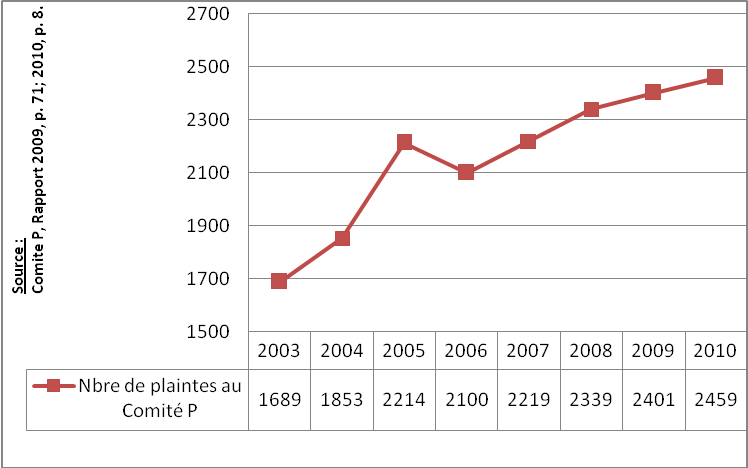 Source :
Comite P, Rapport 2009, p. 71; 2010, p. 8.
2700
2500
2300
2100
1900
1700
1500
2003 2004 2005 2006 2007 2008 2009 2010
Nbre de plaintes au
Comité P
1689 1853 2214 2100 2219 2339 2401 2459